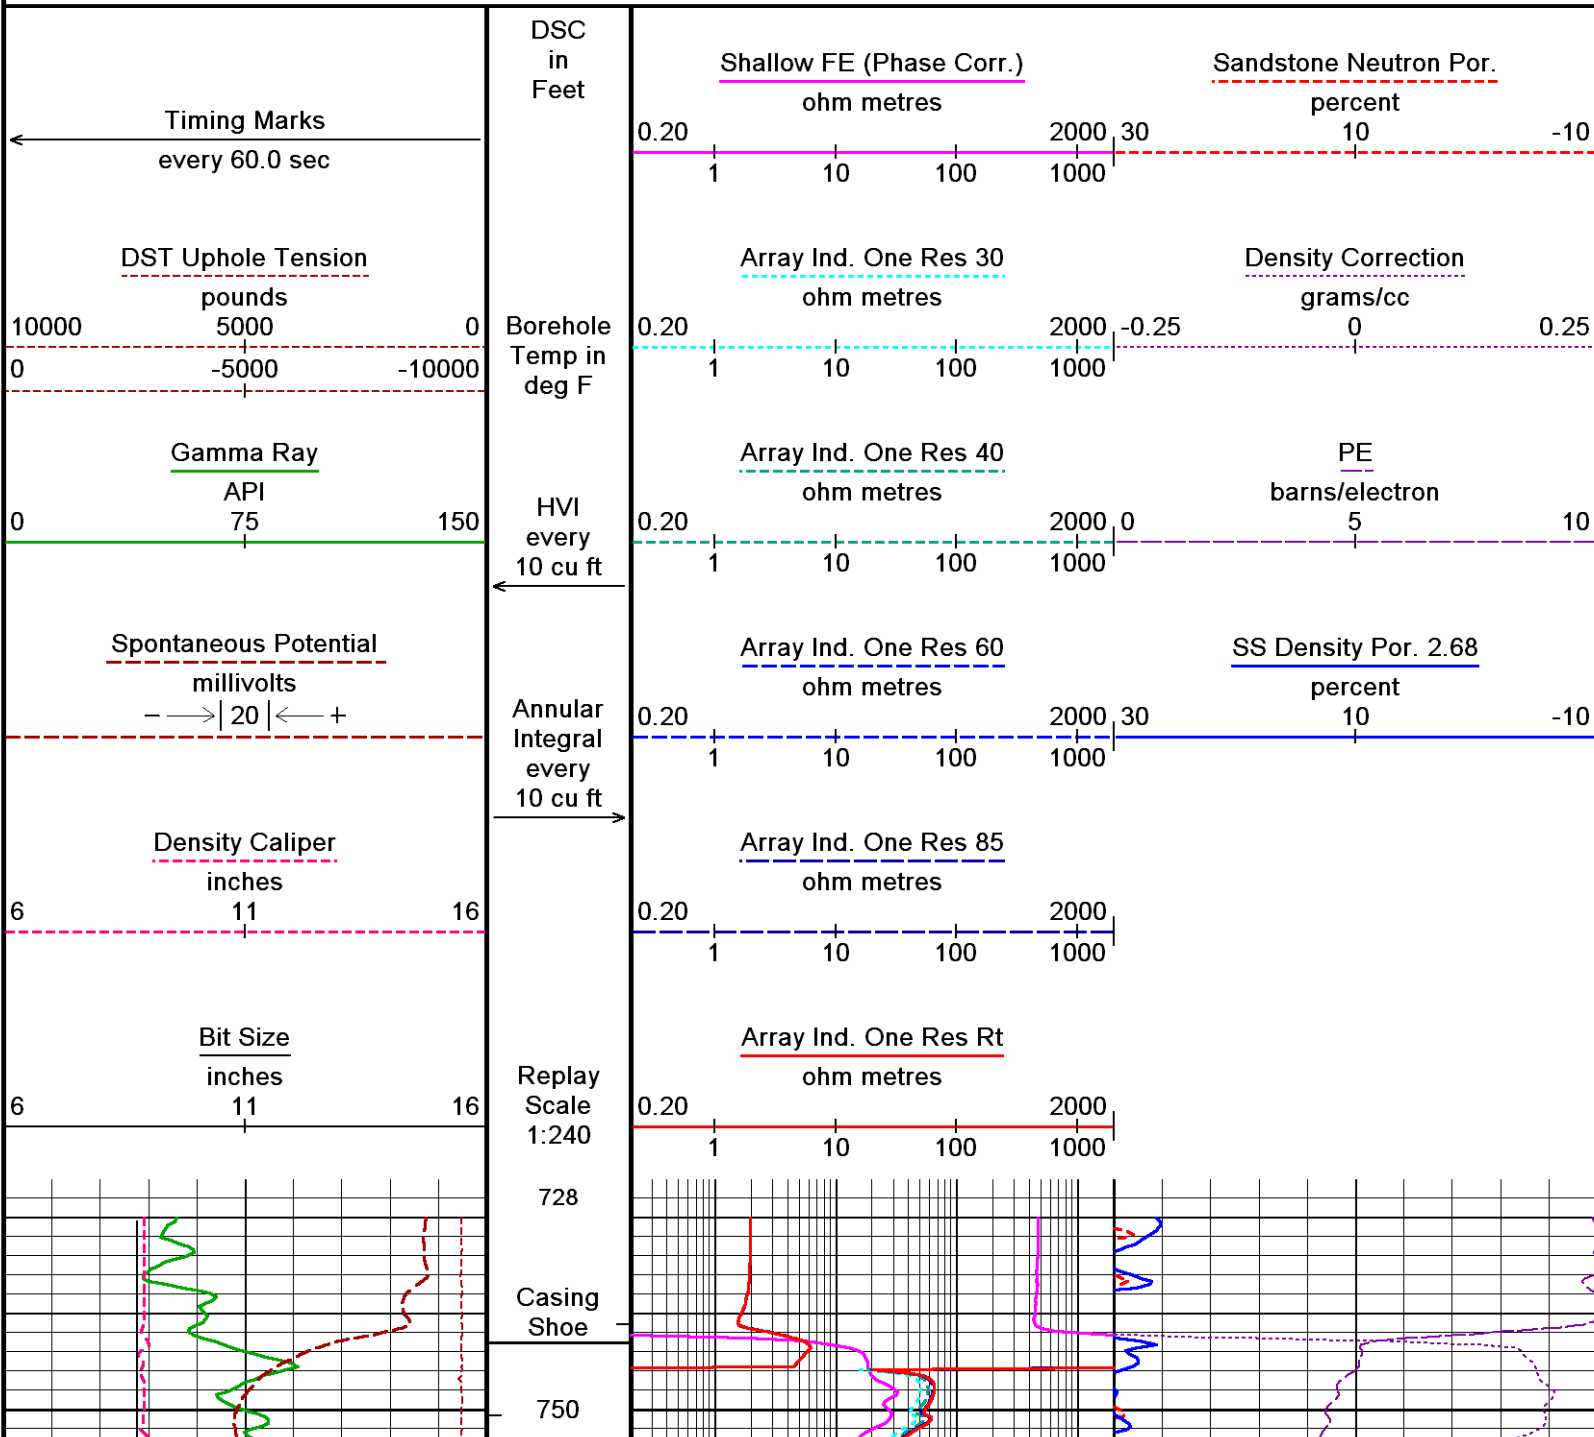 Timing Marks
every 60.0 sec
DST Uphole Tension
pounds
10000 5000 0
0 -5000 -10000
Gamma Ray
API
0 75 150
Spontaneous Potential
millivolts
− 20 +
Density Caliper
inches
6 11 16
Bit Size
inches
6 11 16
DSC
in
Feet
Borehole
Temp in
deg F
HVI
every
10 cu ft
Annular
Integral
every
10 cu ft
Replay
Scale
1:240
728
Casing
Shoe
750
Shallow FE (Phase Corr.)
ohm metres
0.20 2000
1 10 100 1000
Array Ind. One Res 30
ohm metres
0.20 2000
1 10 100 1000
Array Ind. One Res 40
ohm metres
0.20 2000
1 10 100 1000
Array Ind. One Res 60
ohm metres
0.20 2000
1 10 100 1000
Array Ind. One Res 85
ohm metres
0.20 2000
1 10 100 1000
Array Ind. One Res Rt
ohm metres
0.20 2000
1 10 100 1000
Sandstone Neutron Por.
percent
30 10 -10
Density Correction
grams/cc
-0.25 0 0.25
PE
barns/electron
0 5 10
SS Density Por. 2.68
percent
30 10 -10